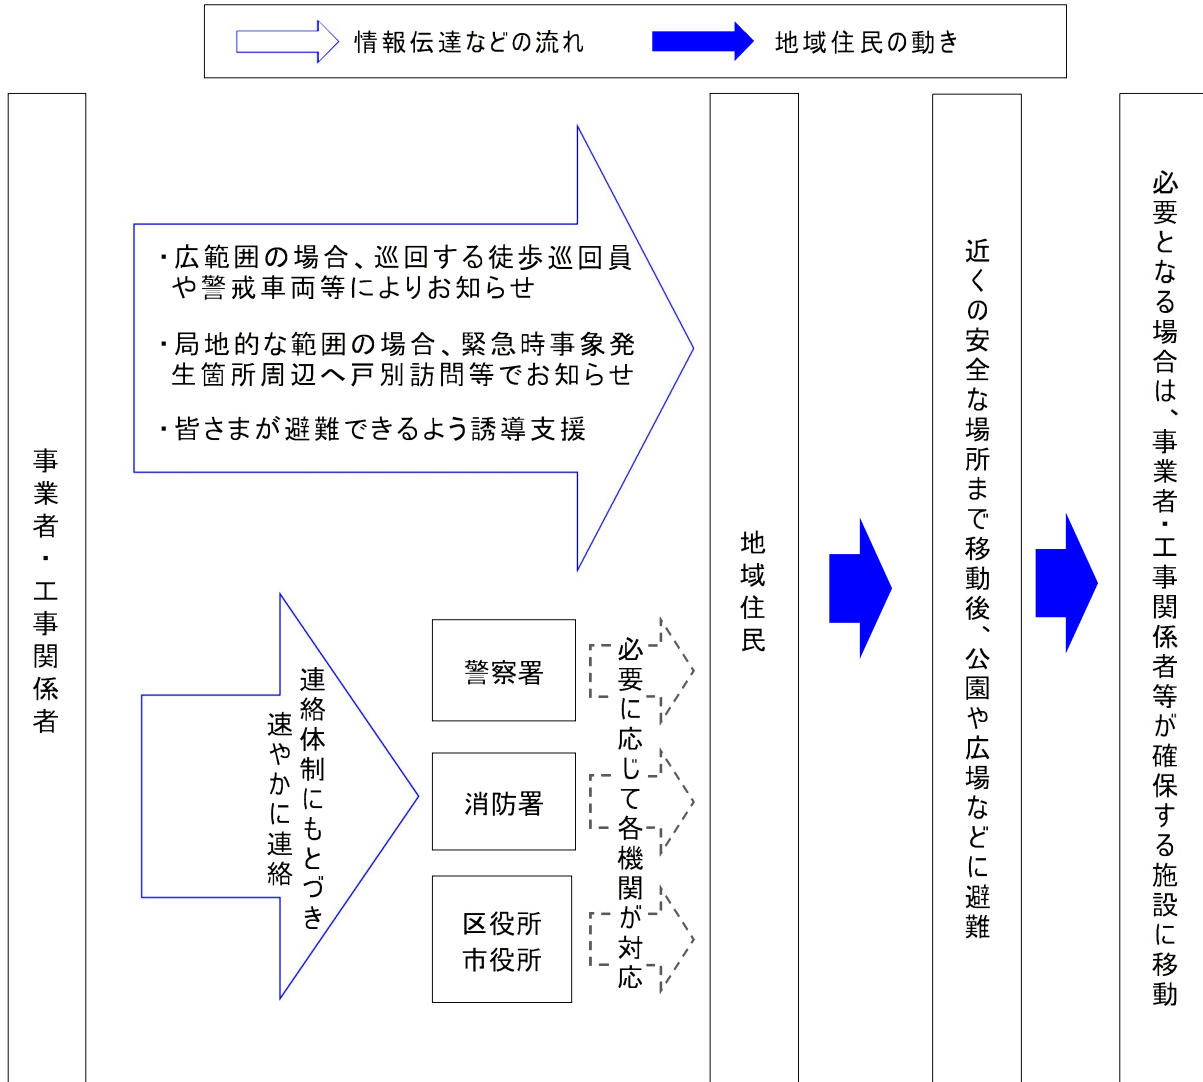 情報伝達などの流れ
地域住民の動き
事業者・工事関係者
・広範囲の場合、巡回する徒歩巡回員
や警戒車両等によりお知らせ
・局地的な範囲の場合、緊急時事象発
生箇所周辺へ戸別訪問等でお知らせ
・皆さまが避難できるよう誘導支援
連絡体制にもとづき
速やかに連絡
警察署
消防署
区役所
市役所
必要に応じて各機関が対応
地域住民
近くの安全な場所まで移動後、公園や広場などに避難
必要となる場合は、事業者・工事関係者等が確保する施設に移動